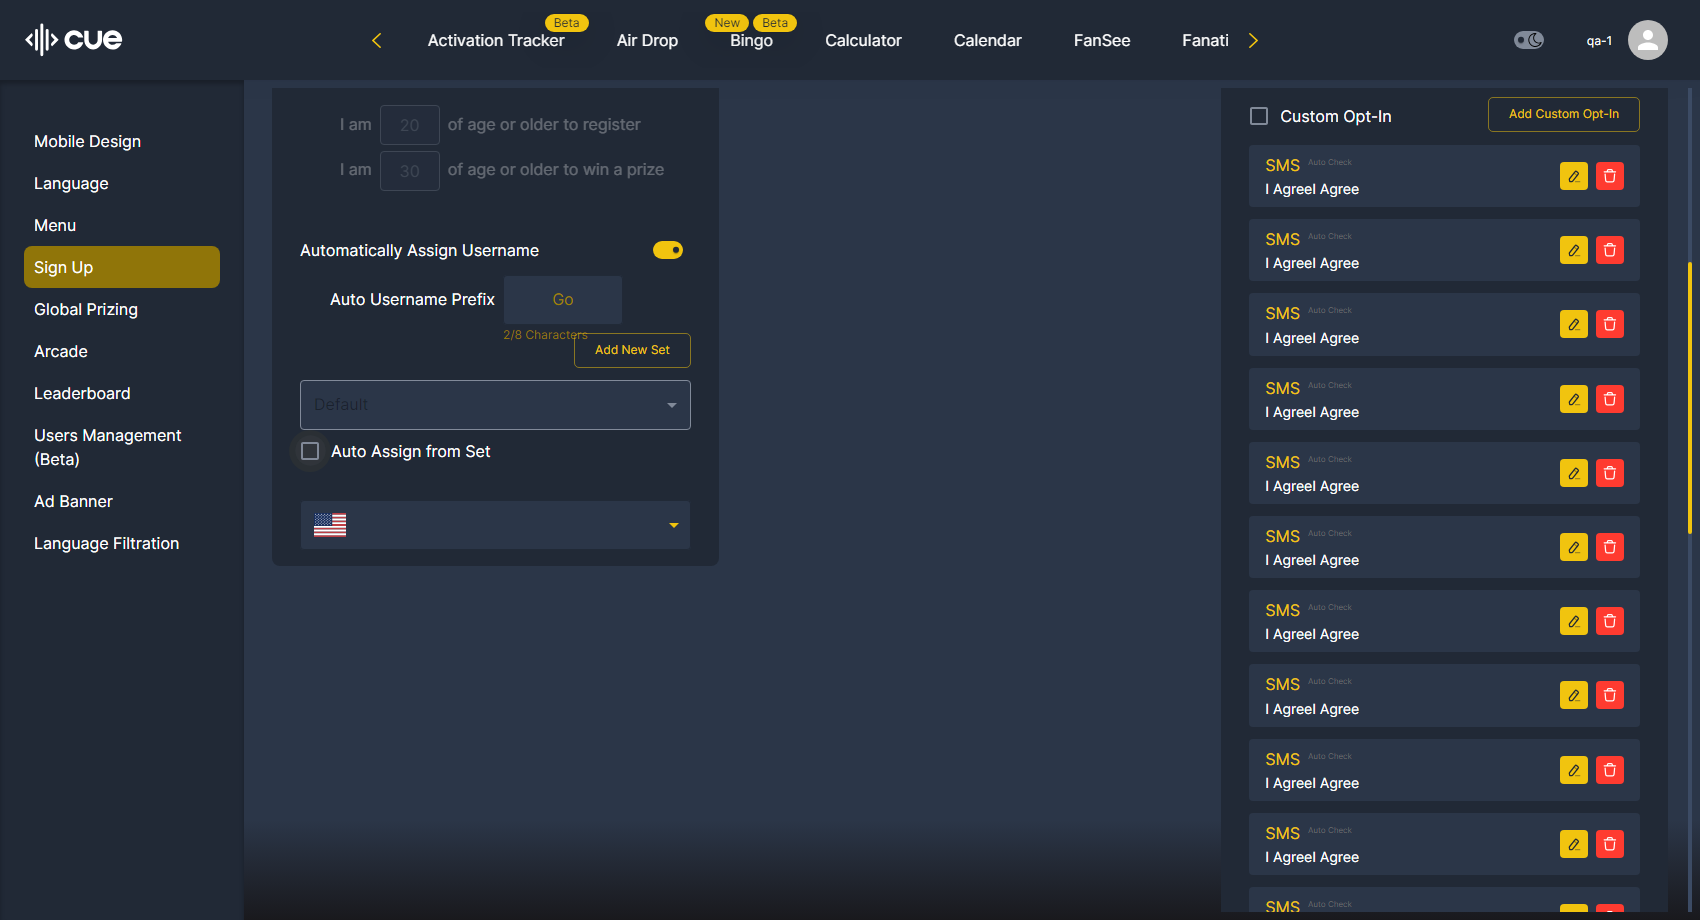 cue
Activation Tracker
Beta
Air Drop
Bingo
New
Beta
Calculator
Calendar
FanSee
Fanati
qa-1
Mobile Design
Language
Menu
Sign Up
Global Prizing
Arcade
Leaderboard
Users Management
(Beta)
Ad Banner
Language Filtration
I am 20 of age or older to register
I am 30 of age or older to win a prize
Automatically Assign Username
Auto Username Prefix Go
2/8 Characters
Add New Set
Default
Auto Assign from Set
Custom Opt-In
Add Custom Opt-In
SMS Auto Check
I AgreeI Agree
SMS Auto Check
I AgreeI Agree
SMS Auto Check
I AgreeI Agree
SMS Auto Check
I AgreeI Agree
SMS Auto Check
I AgreeI Agree
SMS Auto Check
I AgreeI Agree
SMS Auto Check
I AgreeI Agree
SMS Auto Check
I AgreeI Agree
SMS Auto Check
I AgreeI Agree
SMS Auto Check
I AgreeI Agree
SMS Auto Check